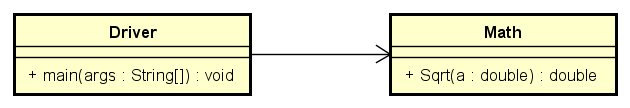 Driver
+ main(args : String[]) : void
Math
+ Sqrt(a : double) : double